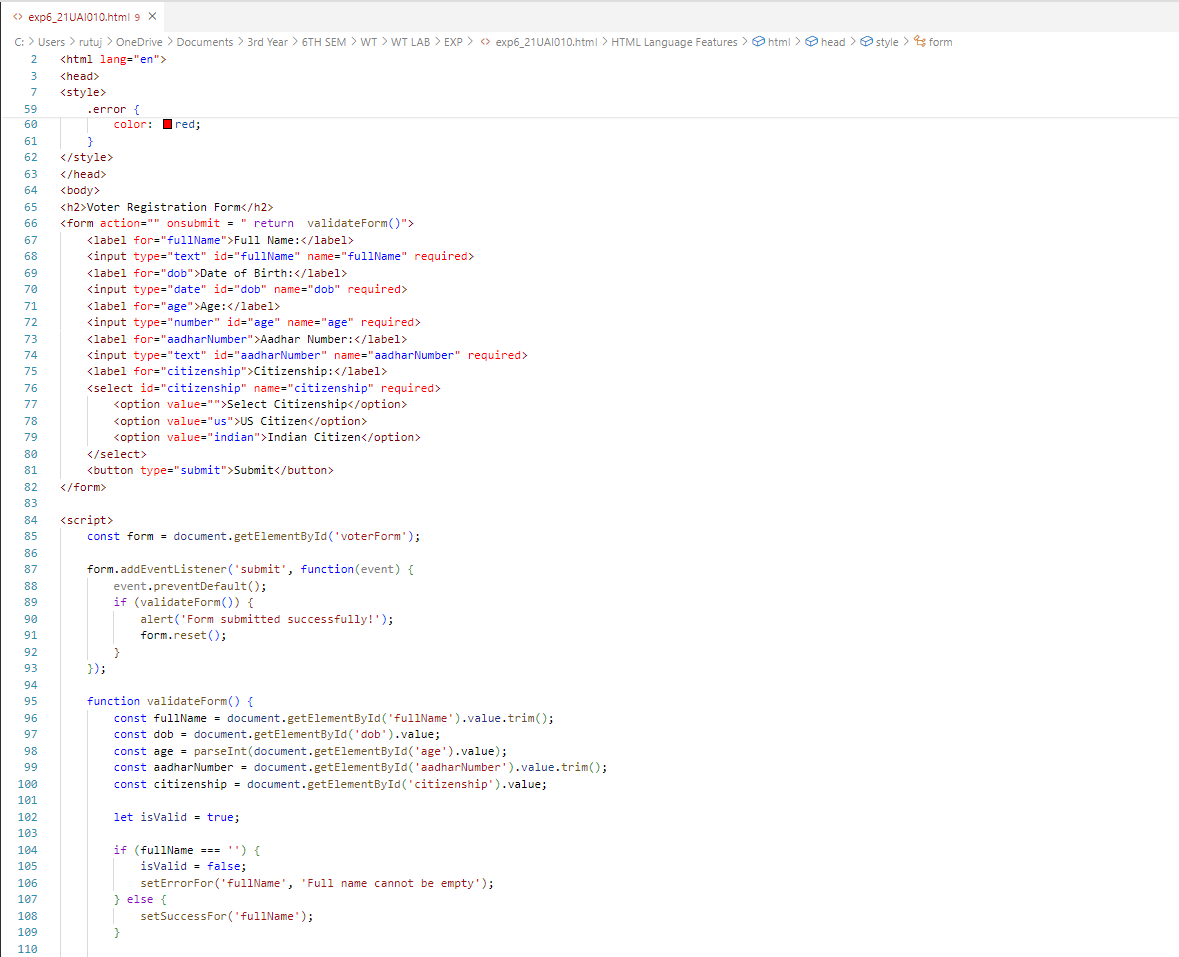 <> exp6_21UAI010.html 9 ×
C: > Users > rutuj > OneDrive > Documents > 3rd Year > 6TH SEM > WT > WT LAB > EXP > <> exp6_21UAI010.html > HTML Language Features > html > head > style > form
2 <html lang="en">
3 <head>
7 <style>
59     .error {
60         color: red;
61     }
62 </style>
63 </head>
64 <body>
65 <h2>Voter Registration Form</h2>
66 <form action="" onsubmit = " return  validateForm()">
67     <label for="fullName">Full Name:</label>
68     <input type="text" id="fullName" name="fullName" required>
69     <label for="dob">Date of Birth:</label>
70     <input type="date" id="dob" name="dob" required>
71     <label for="age">Age:</label>
72     <input type="number" id="age" name="age" required>
73     <label for="aadharNumber">Aadhar Number:</label>
74     <input type="text" id="aadharNumber" name="aadharNumber" required>
75     <label for="citizenship">Citizenship:</label>
76     <select id="citizenship" name="citizenship" required>
77         <option value="">Select Citizenship</option>
78         <option value="us">US Citizen</option>
79         <option value="indian">Indian Citizen</option>
80     </select>
81     <button type="submit">Submit</button>
82 </form>
83
84 <script>
85     const form = document.getElementById('voterForm');
86
87     form.addEventListener('submit', function(event) {
88         event.preventDefault();
89         if (validateForm()) {
90             alert('Form submitted successfully!');
91             form.reset();
92         }
93     });
94
95     function validateForm() {
96         const fullName = document.getElementById('fullName').value.trim();
97         const dob = document.getElementById('dob').value;
98         const age = parseInt(document.getElementById('age').value);
99         const aadharNumber = document.getElementById('aadharNumber').value.trim();
100         const citizenship = document.getElementById('citizenship').value;
101
102         let isValid = true;
103
104         if (fullName === '') {
105             isValid = false;
106             setErrorFor('fullName', 'Full name cannot be empty');
107         } else {
108             setSuccessFor('fullName');
109         }
110